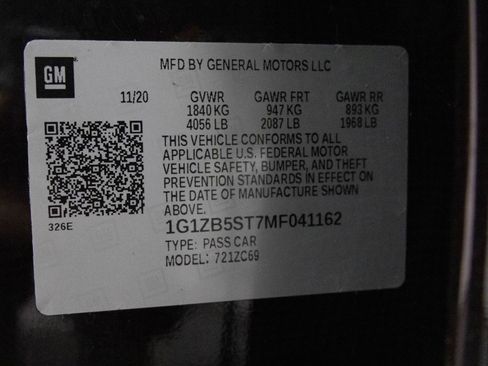 GM
MFD BY GENERAL MOTORS LLC
11/20 GVWR GAWR FRT GAWR RR
1840 KG 947 KG 893 KG
4056 LB 2087 LB 1968 LB
THIS VEHICLE CONFORMS TO ALL
APPLICABLE U.S. FEDERAL MOTOR
VEHICLE SAFETY, BUMPER, AND THEFT
PREVENTION STANDARDS IN EFFECT ON
THE DATE OF MANUFACTURE SHOWN
ABOVE.
326E
1G1ZB5ST7MF041162
TYPE: PASS CAR
MODEL: 721ZC69